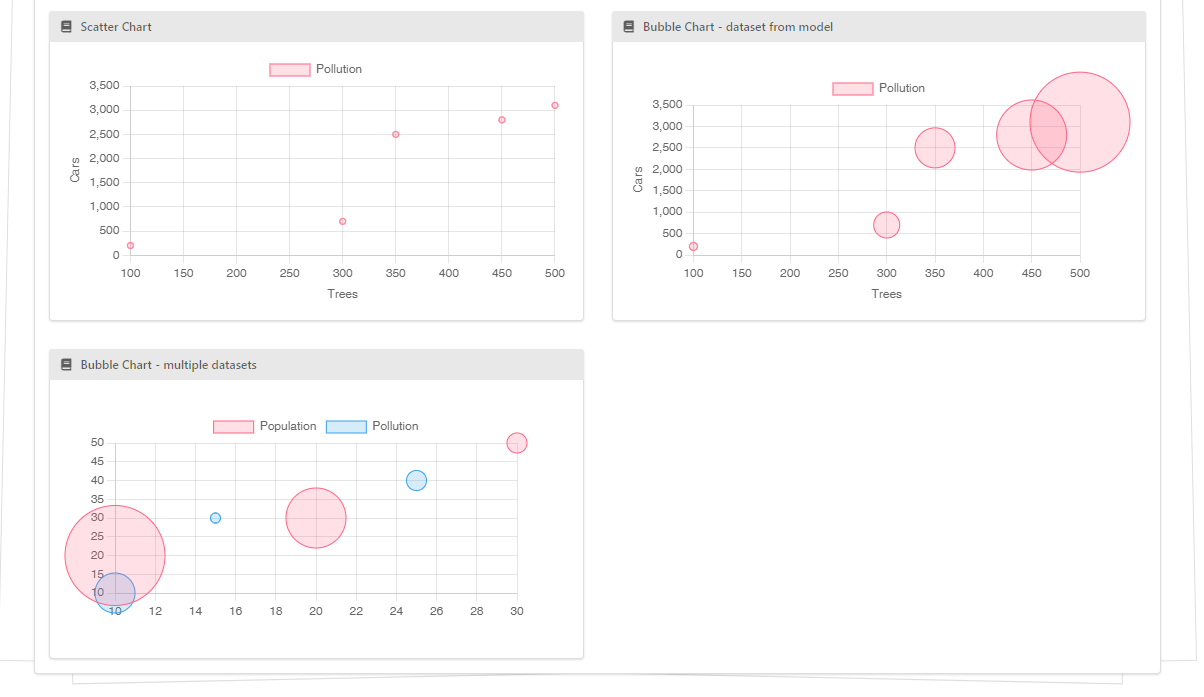 Scatter Chart
Pollution
3,500
3,000
2,500
2,000
1,500
1,000
500
0
Cars
100 150 200 250 300 350 400 450 500
Trees
Bubble Chart - dataset from model
Pollution
3,500
3,000
2,500
2,000
1,500
1,000
500
0
Cars
100 150 200 250 300 350 400 450 500
Trees
Bubble Chart - multiple datasets
Population Pollution
50
45
40
35
30
25
20
15
10
10 12 14 16 18 20 22 24 26 28 30